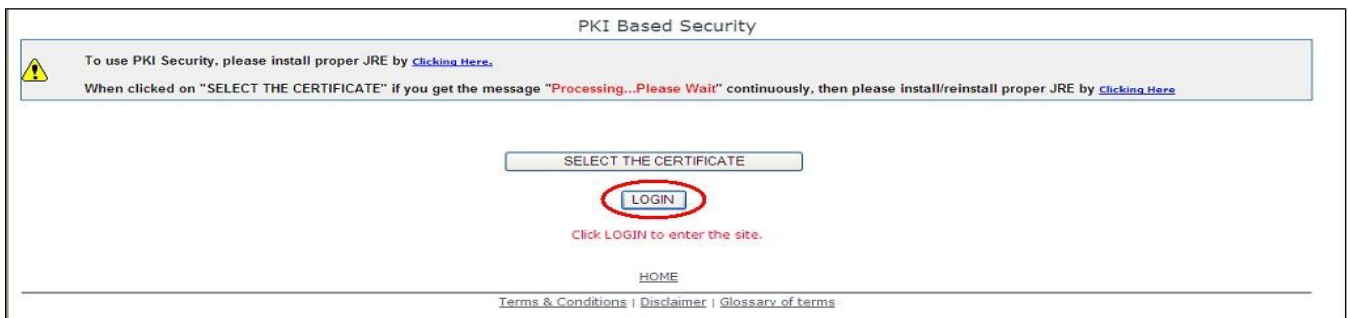 PKI Based Security
To use PKI Security, please install proper JRE by Clicking Here.
When clicked on "SELECT THE CERTIFICATE" if you get the message "Processing...Please Wait" continuously, then please install/reinstall proper JRE by Clicking Here
SELECT THE CERTIFICATE
LOGIN
Click LOGIN to enter the site.
HOME
Terms & Conditions | Disclaimer | Glossary of terms